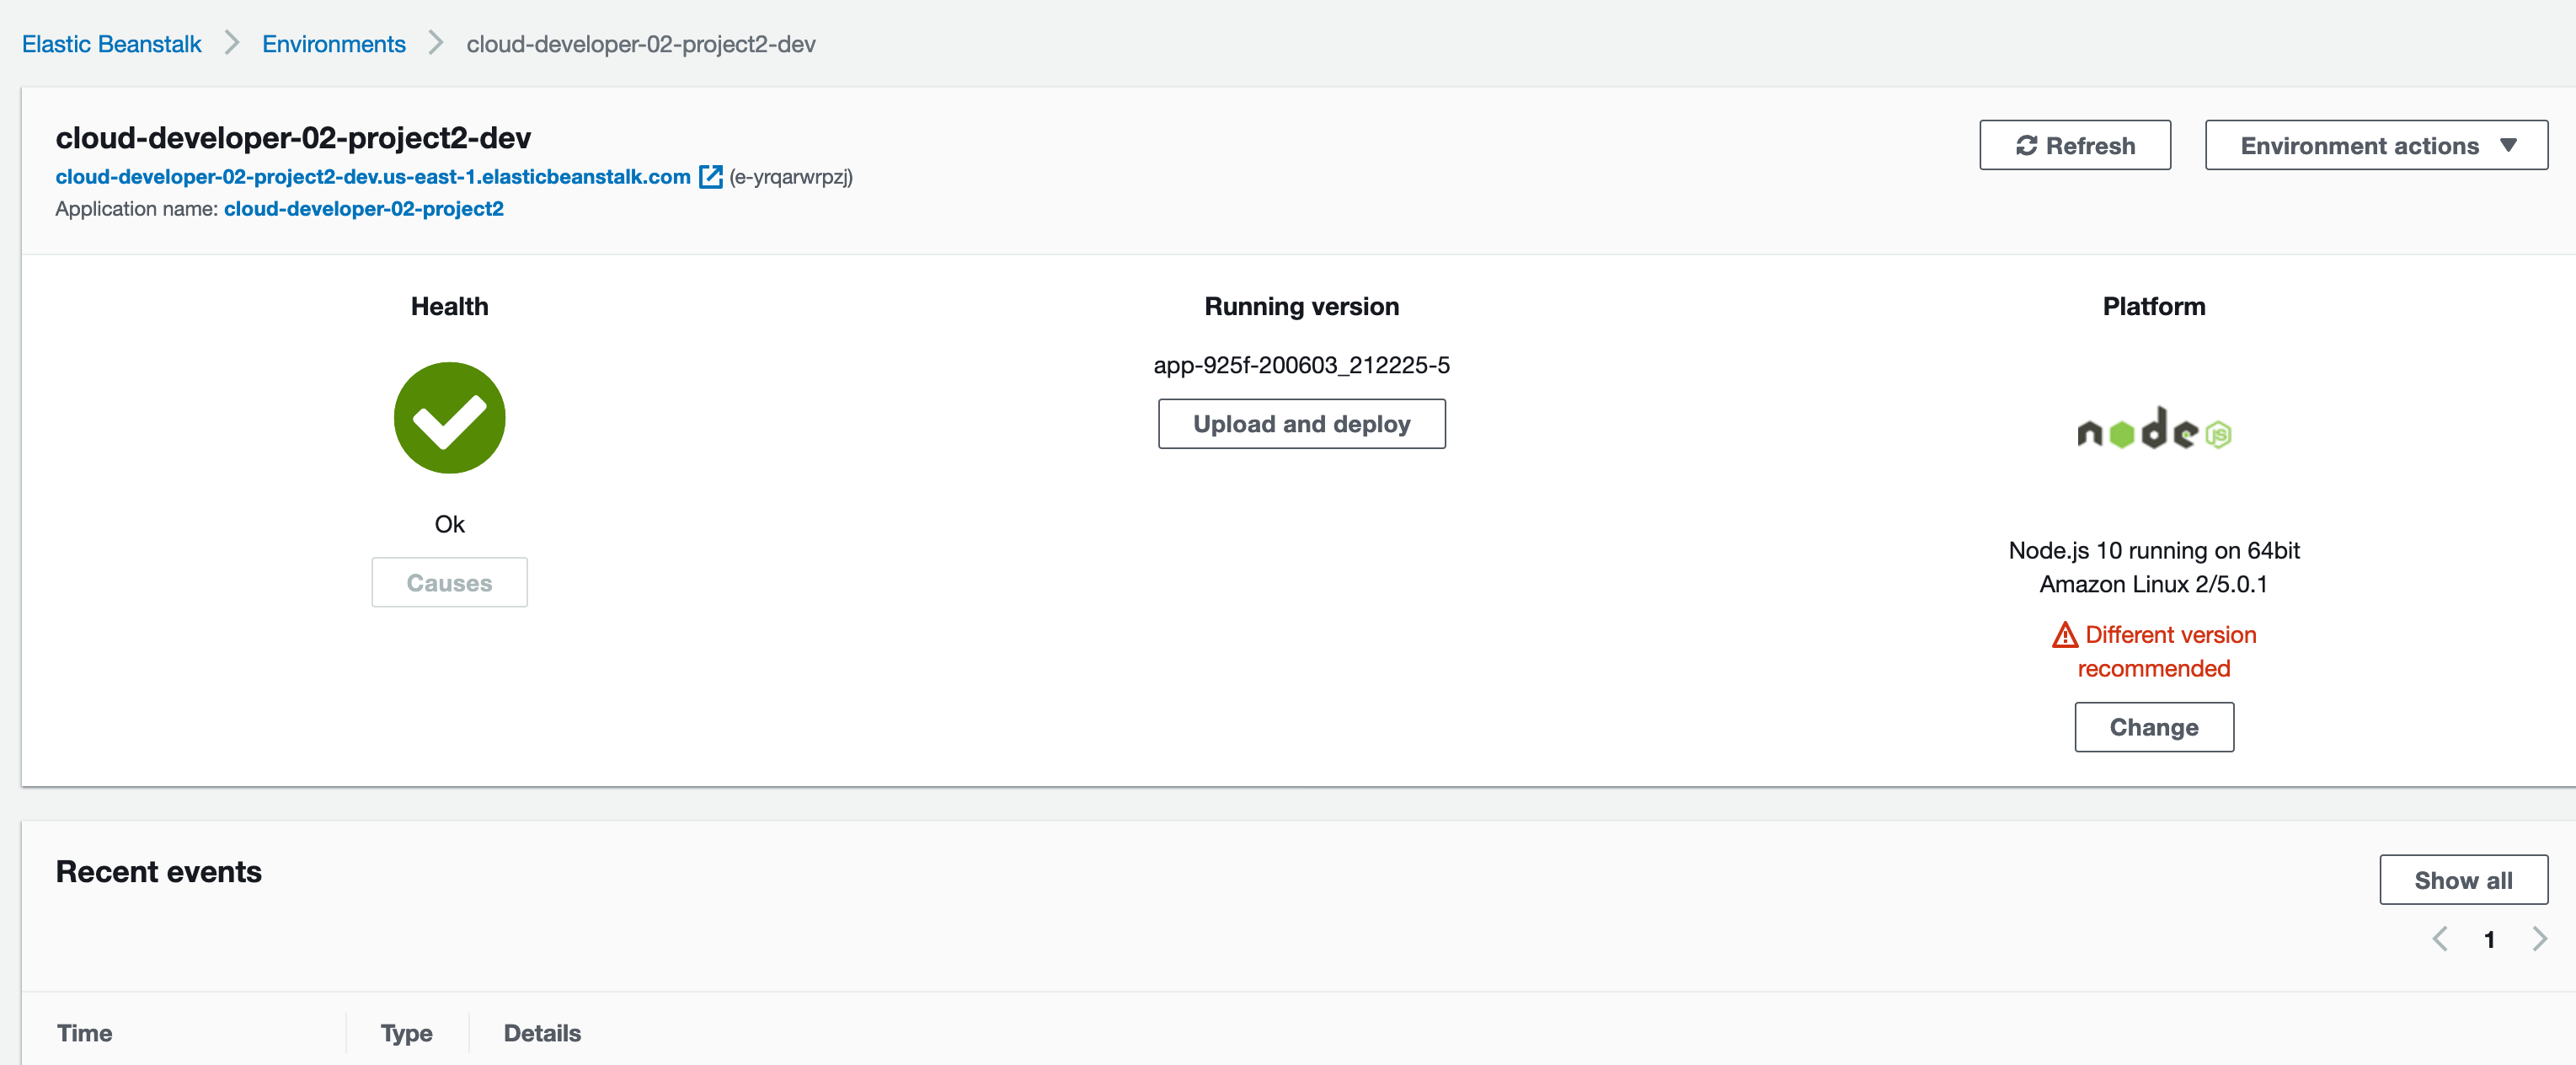 Elastic Beanstalk > Environments > cloud-developer-02-project2-dev
cloud-developer-02-project2-dev
Refresh
Environment actions
cloud-developer-02-project2-dev.us-east-1.elasticbeanstalk.com (e-yrqarwrpzj)
Application name: cloud-developer-02-project2
Health
Ok
Causes
Running version
app-925f-200603_212225-5
Upload and deploy
Platform
node JS
Node.js 10 running on 64bit
Amazon Linux 2/5.0.1
Different version
recommended
Change
Recent events
Show all
1
Time Type Details